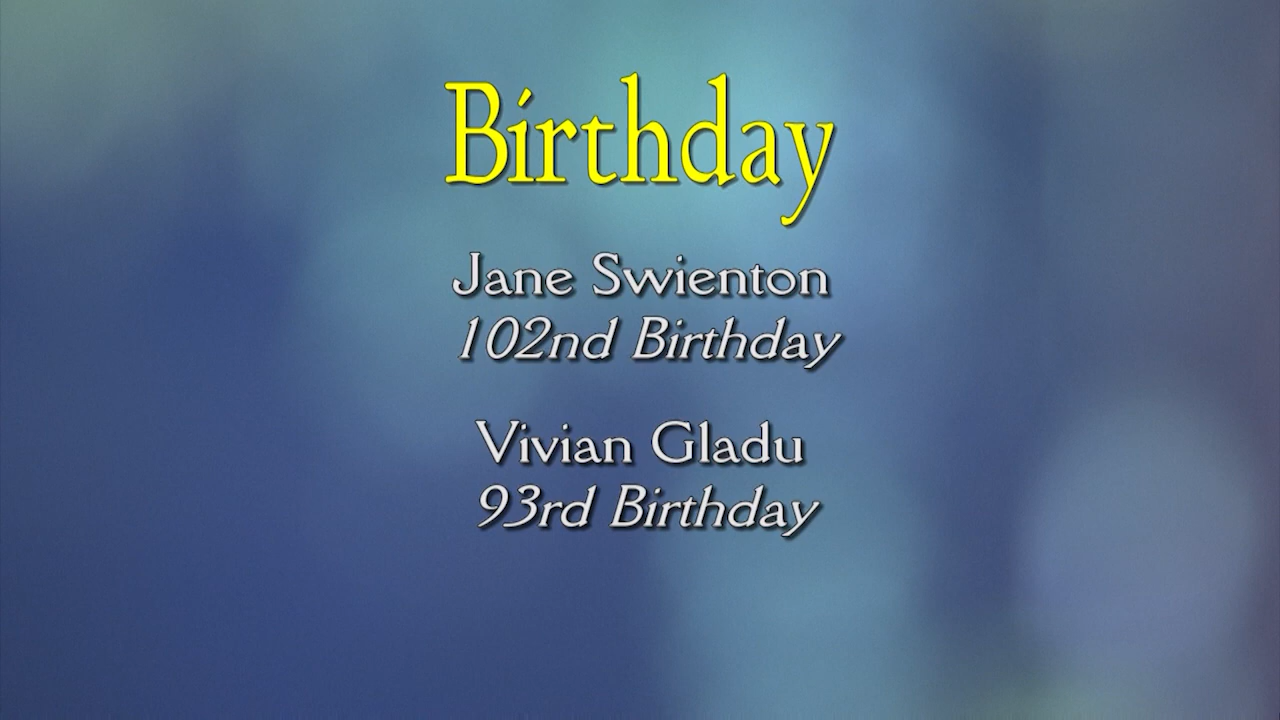 Birthday
Jane Swienton
102nd Birthday
Vivian Gladu
93rd Birthday